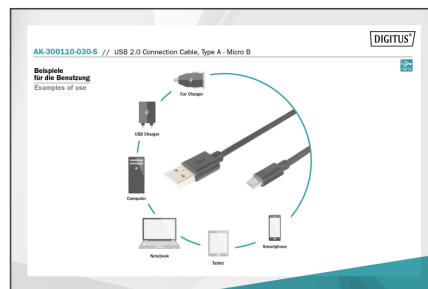 DIGITUS®
AK-300110-030-S // USB 2.0 Connection Cable, Type A - Micro B
Beispiele
für die Benutzung
Examples of use
Car Charger
USB Charger
Computer
Notebook
Tablet
Smartphone